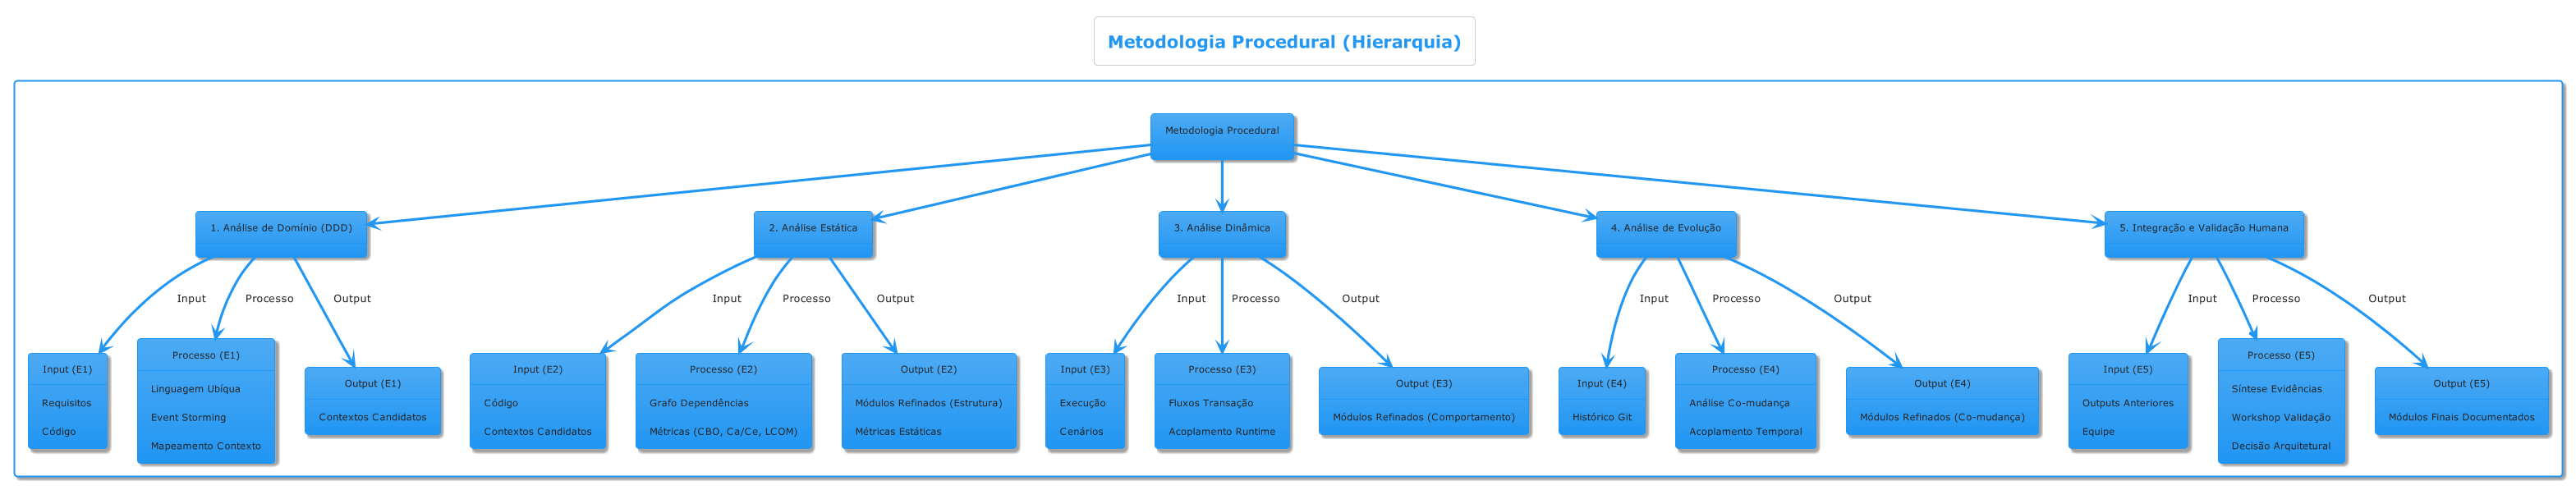 Metodologia Procedural (Hierarquia)
Metodologia Procedural
1. Análise de Domínio (DDD)
2. Análise Estática
3. Análise Dinâmica
4. Análise de Evolução
5. Integração e Validação Humana
Input
Processo
Output
Input
Processo
Output
Input
Processo
Output
Input
Processo
Output
Input
Processo
Output
Input (E1)
Requisitos
Código
Processo (E1)
Linguagem Ubíqua
Event Storming
Mapeamento Contexto
Output (E1)
Contextos Candidatos
Input (E2)
Código
Contextos Candidatos
Processo (E2)
Grafo Dependências
Métricas (CBO, Ca/Ce, LCOM)
Output (E2)
Módulos Refinados (Estrutura)
Métricas Estáticas
Input (E3)
Execução
Cenários
Processo (E3)
Fluxos Transação
Acoplamento Runtime
Output (E3)
Módulos Refinados (Comportamento)
Input (E4)
Histórico Git
Processo (E4)
Análise Co-mudança
Acoplamento Temporal
Output (E4)
Módulos Refinados (Co-mudança)
Input (E5)
Outputs Anteriores
Equipe
Processo (E5)
Síntese Evidências
Workshop Validação
Decisão Arquitetural
Output (E5)
Módulos Finais Documentados